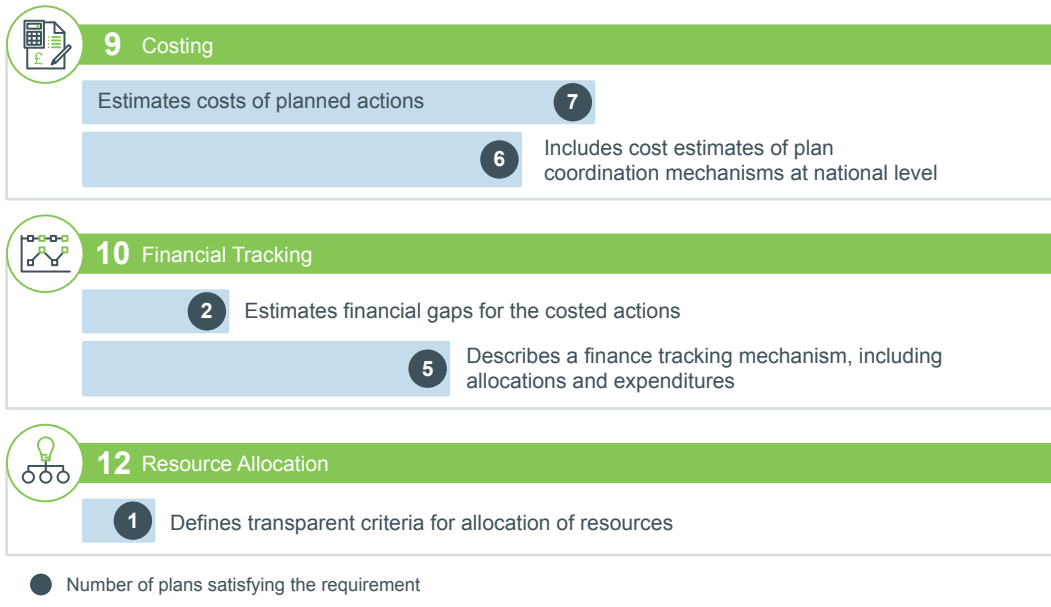 £
9 Costing
Estimates costs of planned actions 7
6 Includes cost estimates of plan
coordination mechanisms at national level
10 Financial Tracking
2 Estimates financial gaps for the costed actions
5 Describes a finance tracking mechanism, including
allocations and expenditures
12 Resource Allocation
1 Defines transparent criteria for allocation of resources
Number of plans satisfying the requirement